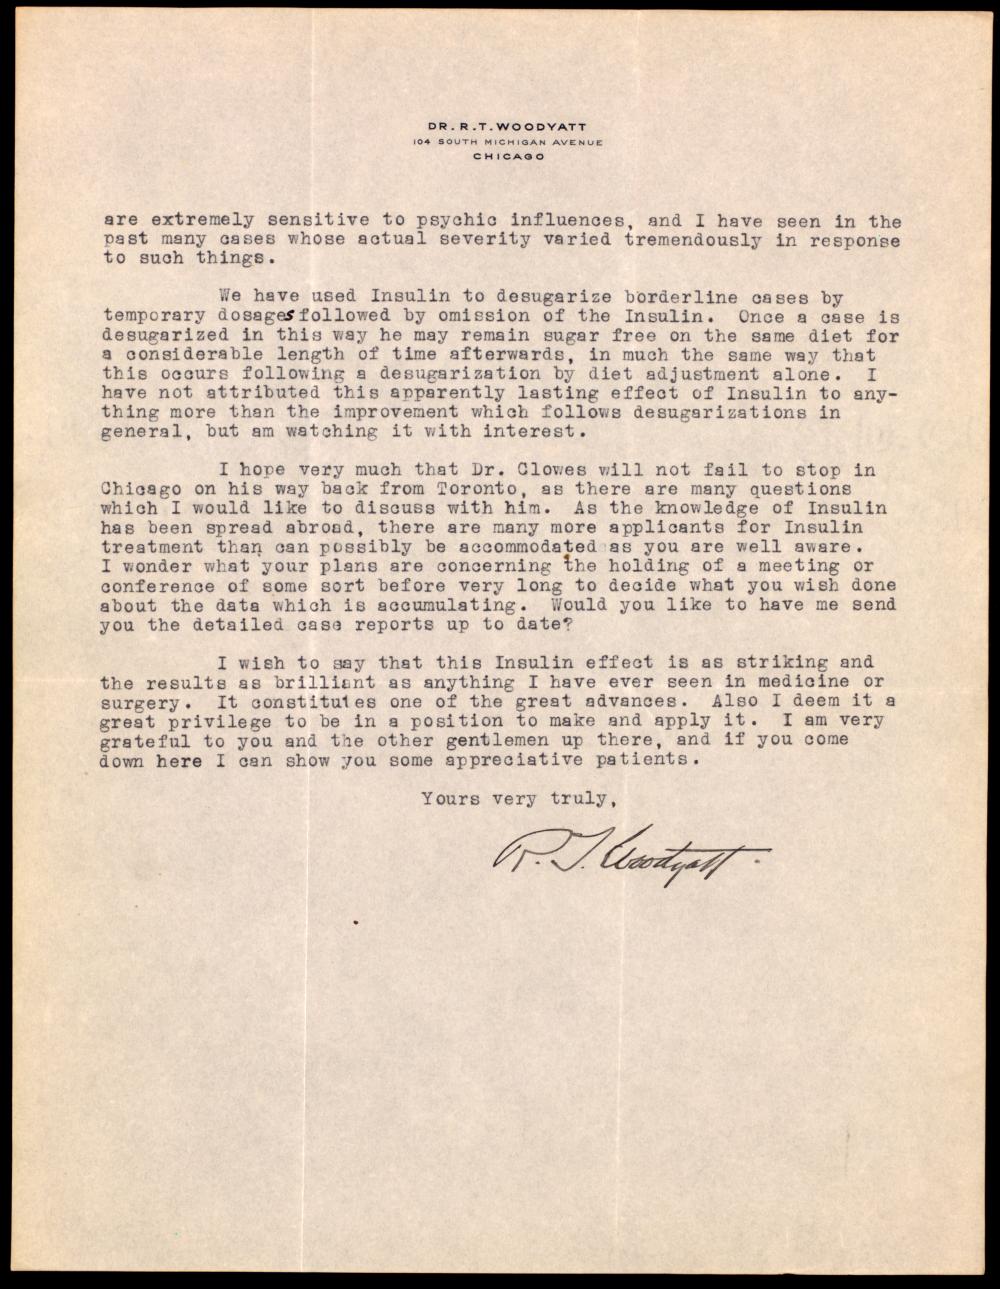 DR. R. T. WOODYATT
104 SOUTH MICHIGAN AVENUE
CHICAGO
are extremely sensitive to psychic influences, and I have seen in the
past many cases whose actual severity varied tremendously in response
to such things.
We have used Insulin to desugarize borderline cases by
temporary dosages followed by omission of the Insulin. Once a case is
desugarized in this way he may remain sugar free on the same diet for
a considerable length of time afterwards, in much the same way that
this occurs following a desugarization by diet adjustment alone. I
have not attributed this apparently lasting effect of Insulin to any-
thing more than the improvement which follows desugarizations in
general, but am watching it with interest.
I hope very much that Dr. Clowes will not fail to stop in
Chicago on his way back from Toronto, as there are many questions
which I would like to discuss with him. As the knowledge of Insulin
has been spread abroad, there are many more applicants for Insulin
treatment than can possibly be accommodated as you are well aware.
I wonder what your plans are concerning the holding of a meeting or
conference of some sort before very long to decide what you wish done
about the data which is accumulating. Would you like to have me send
you the detailed case reports up to date?
I wish to say that this Insulin effect is as striking and
the results as brilliant as anything I have ever seen in medicine or
surgery. It constitutes one of the great advances. Also I deem it a
great privilege to be in a position to make and apply it. I am very
grateful to you and the other gentlemen up there, and if you come
down here I can show you some appreciative patients.
Yours very truly,
R. T. Woodyatt.